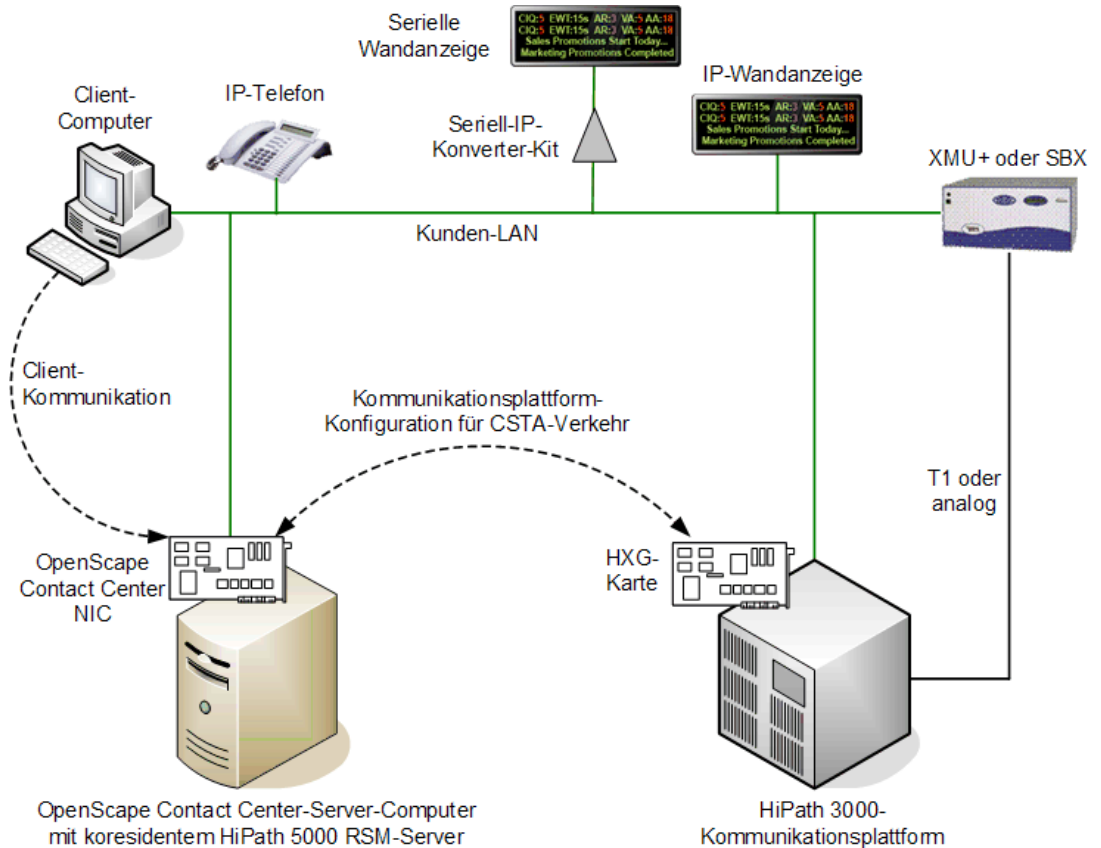 Serielle
Wandanzeige
CIQ:5 EWT:15s AR:3 VA:5 AA:18
CIQ:5 EWT:15s AR:3 VA:5 AA:18
Sales Promotions Start Today...
Marketing Promotions Completed
IP-Wandanzeige
CIQ:5 EWT:15s AR:3 VA:5 AA:18
CIQ:5 EWT:15s AR:3 VA:5 AA:18
Sales Promotions Start Today...
Marketing Promotions Completed
Client-
Computer
IP-Telefon
Seriell-IP-
Konverter-Kit
XMU+ oder SBX
Kunden-LAN
Client-
Kommunikation
Kommunikationsplattform-
Konfiguration für CSTA-Verkehr
T1 oder
analog
OpenScape
Contact Center
NIC
HXG-
Karte
OpenScape Contact Center-Server-Computer
mit koresidentem HiPath 5000 RSM-Server
HiPath 3000-
Kommunikationsplattform